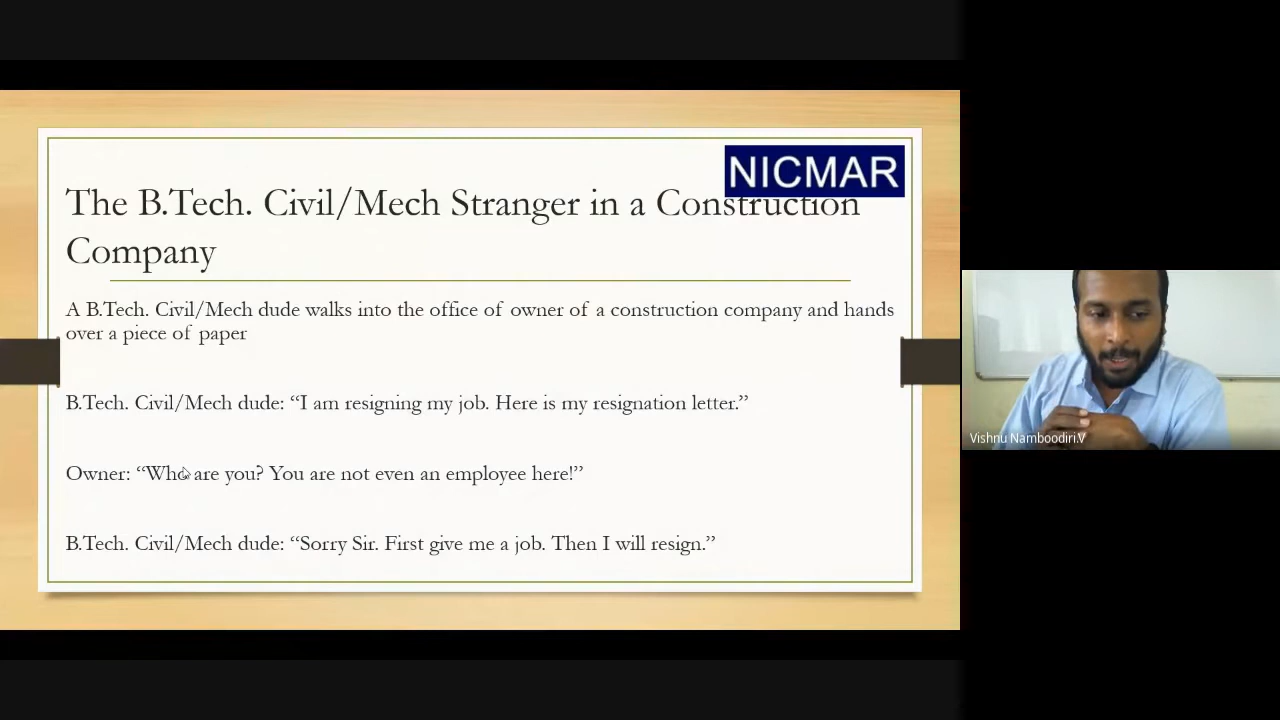 NICMAR
The B.Tech. Civil/Mech Stranger in a Construction
Company
A B.Tech. Civil/Mech dude walks into the office of owner of a construction company and hands
over a piece of paper
B.Tech. Civil/Mech dude: “I am resigning my job. Here is my resignation letter.”
Owner: “Who are you? You are not even an employee here!”
B.Tech. Civil/Mech dude: “Sorry Sir. First give me a job. Then I will resign.”
Vishnu Namboodiri.V